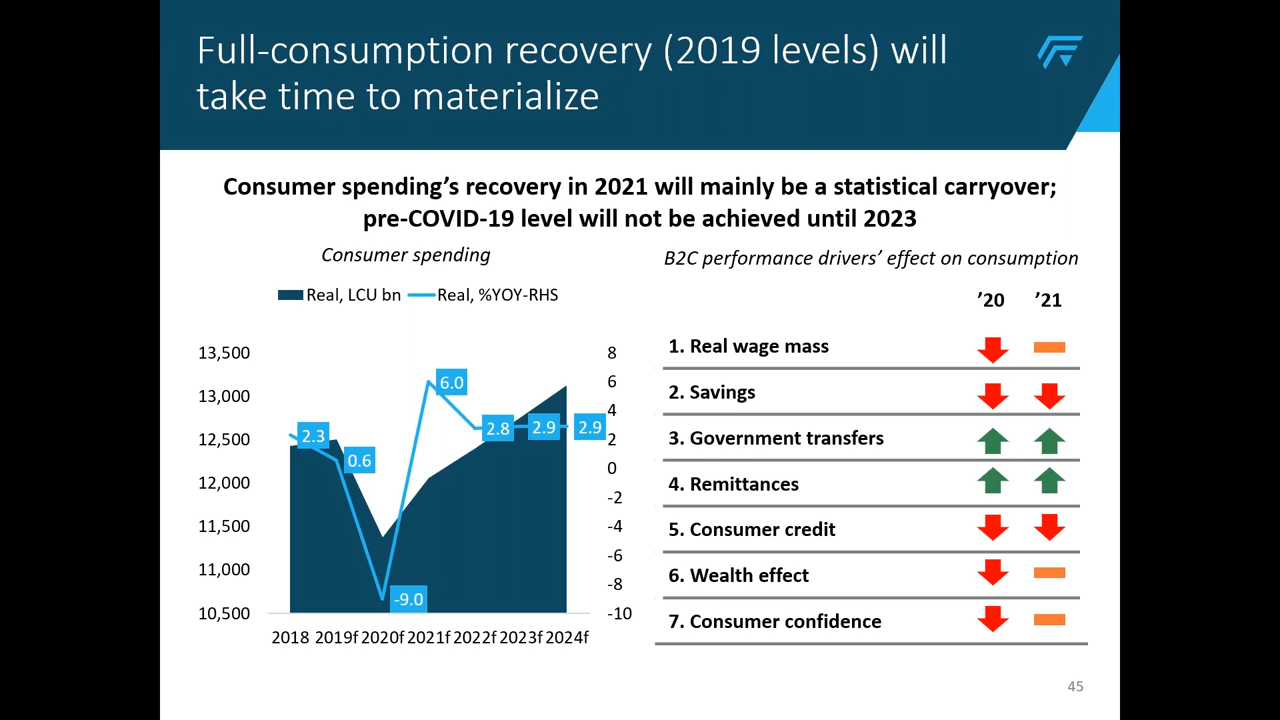 Full-consumption recovery (2019 levels) will
take time to materialize
Consumer spending’s recovery in 2021 will mainly be a statistical carryover;
pre-COVID-19 level will not be achieved until 2023
Consumer spending
Real, LCU bn
Real, %YOY-RHS
13,500
13,000
12,500
12,000
11,500
11,000
10,500
8
6
4
2
0
-2
-4
-6
-8
-10
2.3
0.6
-9.0
6.0
2.8
2.9
2.9
2018 2019f 2020f 2021f 2022f 2023f 2024f
B2C performance drivers’ effect on consumption
’20 ’21
1. Real wage mass
2. Savings
3. Government transfers
4. Remittances
5. Consumer credit
6. Wealth effect
7. Consumer confidence
45